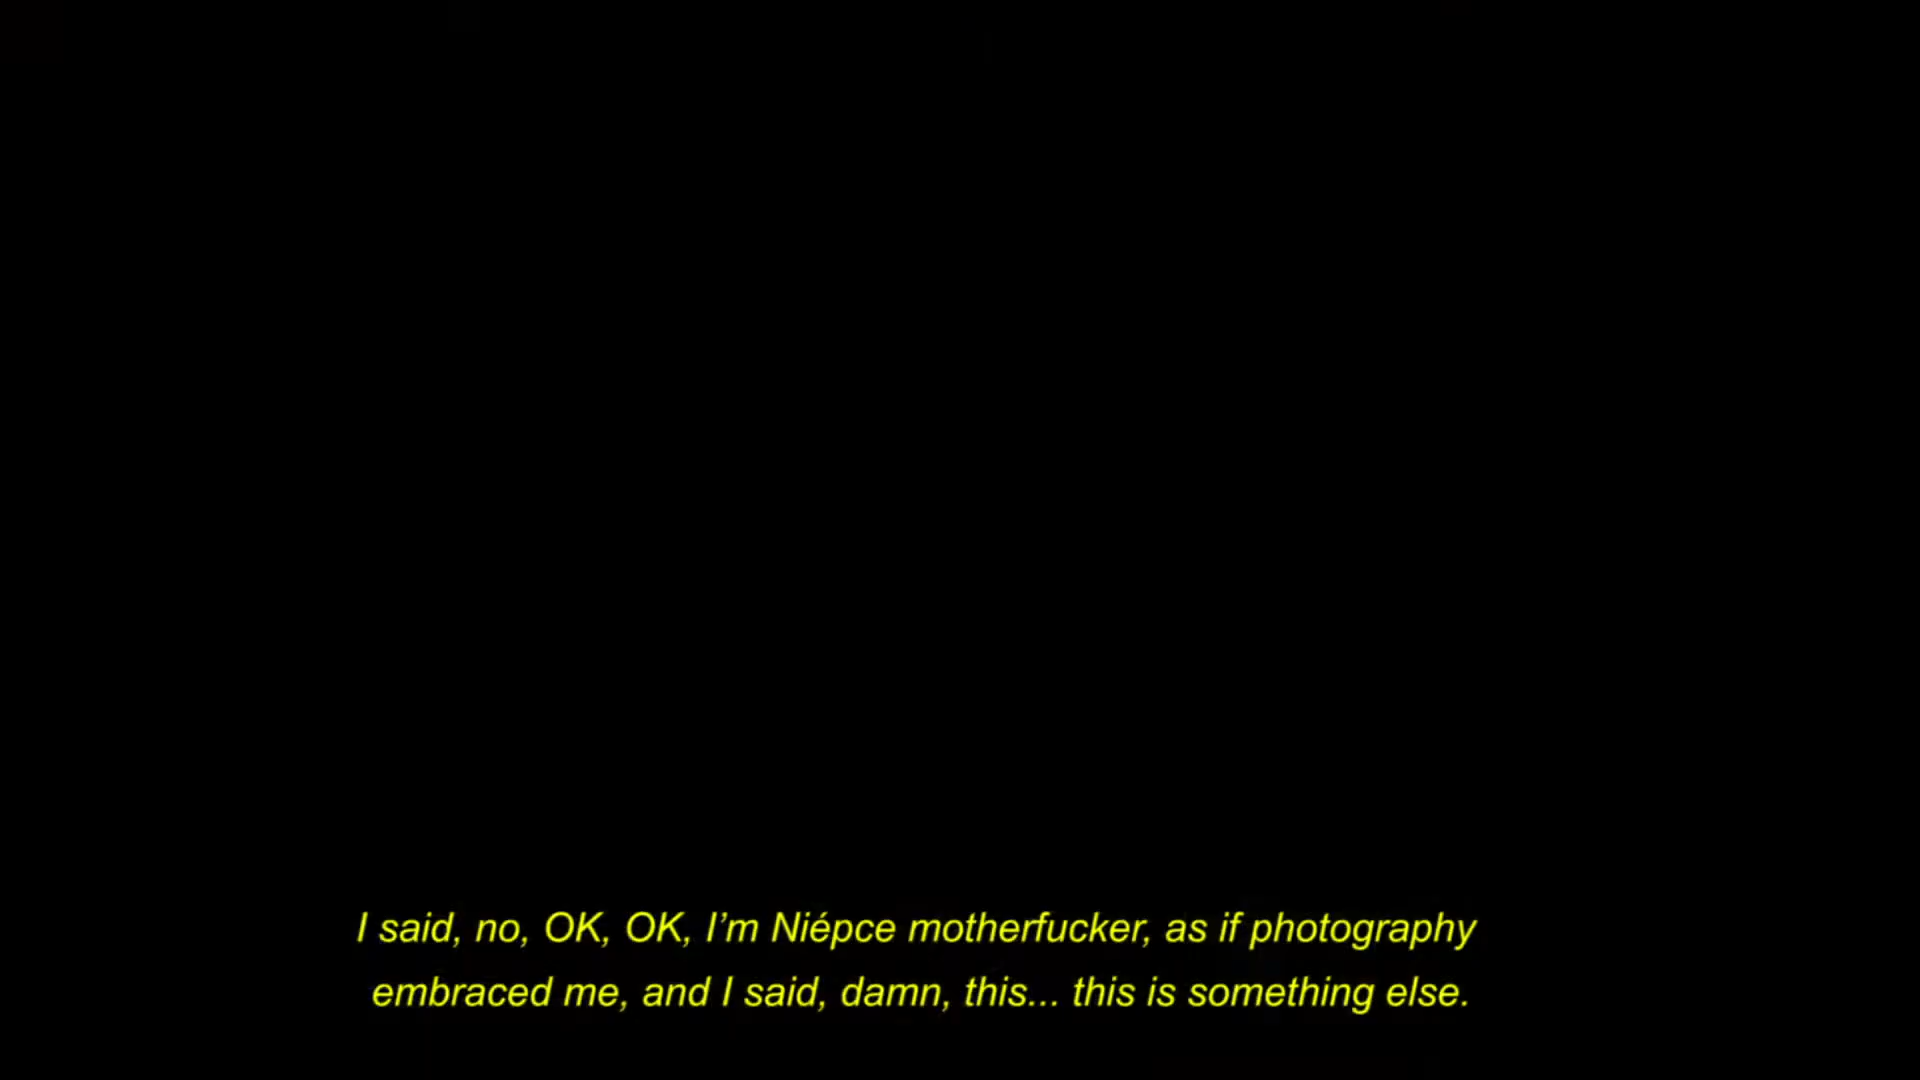 I said, no, OK, OK, I’m Niépce motherfucker, as if photography
embraced me, and I said, damn, this... this is something else.